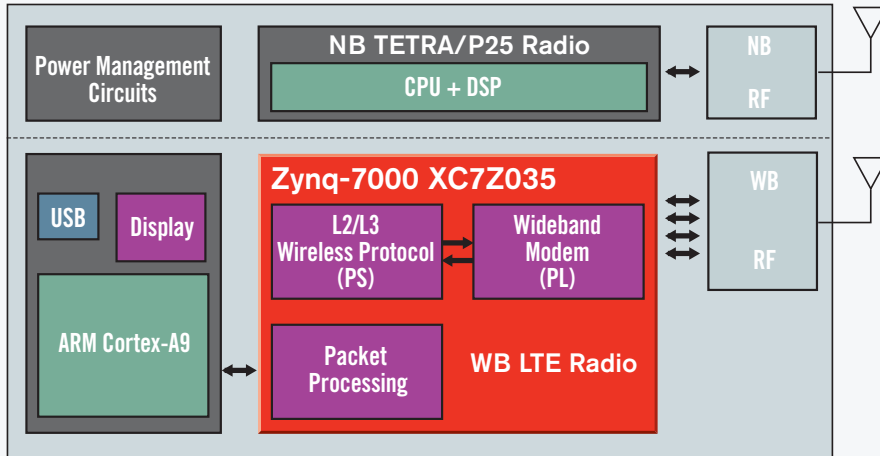 Power Management
Circuits
NB TETRA/P25 Radio
CPU + DSP
NB
RF
USB
Display
ARM Cortex-A9
Zynq-7000 XC7Z035
L2/L3
Wireless Protocol
(PS)
Wideband
Modem
(PL)
Packet
Processing
WB LTE Radio
WB
RF